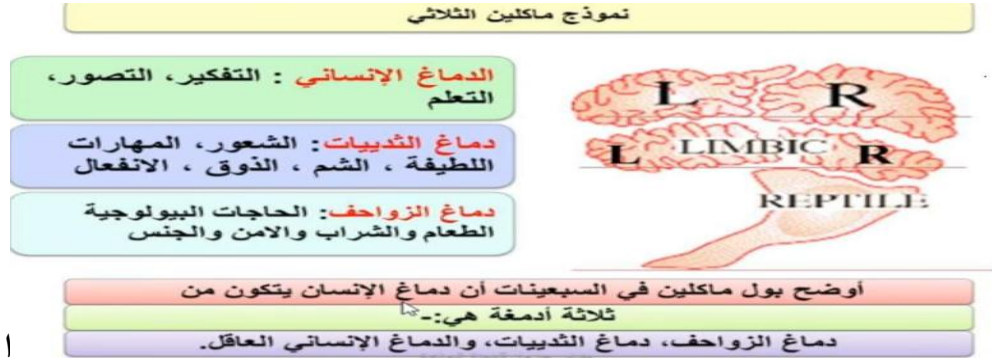 نموذج ماكلين الثلاثي
الدماغ الإنساني : التفكير، التصور،
التعلم
L R
دماغ الثدييات: الشعور، المهارات
اللطيفة ، الشم ، الذوق ، الانفعال
L LIMBIC R
دماغ الزواحف: الحاجات البيولوجية
الطعام والشراب والامن والجنس
REPTILE
أوضح بول ماكلين في السبعينات أن دماغ الإنسان يتكون من
ثلاثة أدمغة هي:-
دماغ الزواحف، دماغ الثدييات، والدماغ الإنساني العاقل.
ا